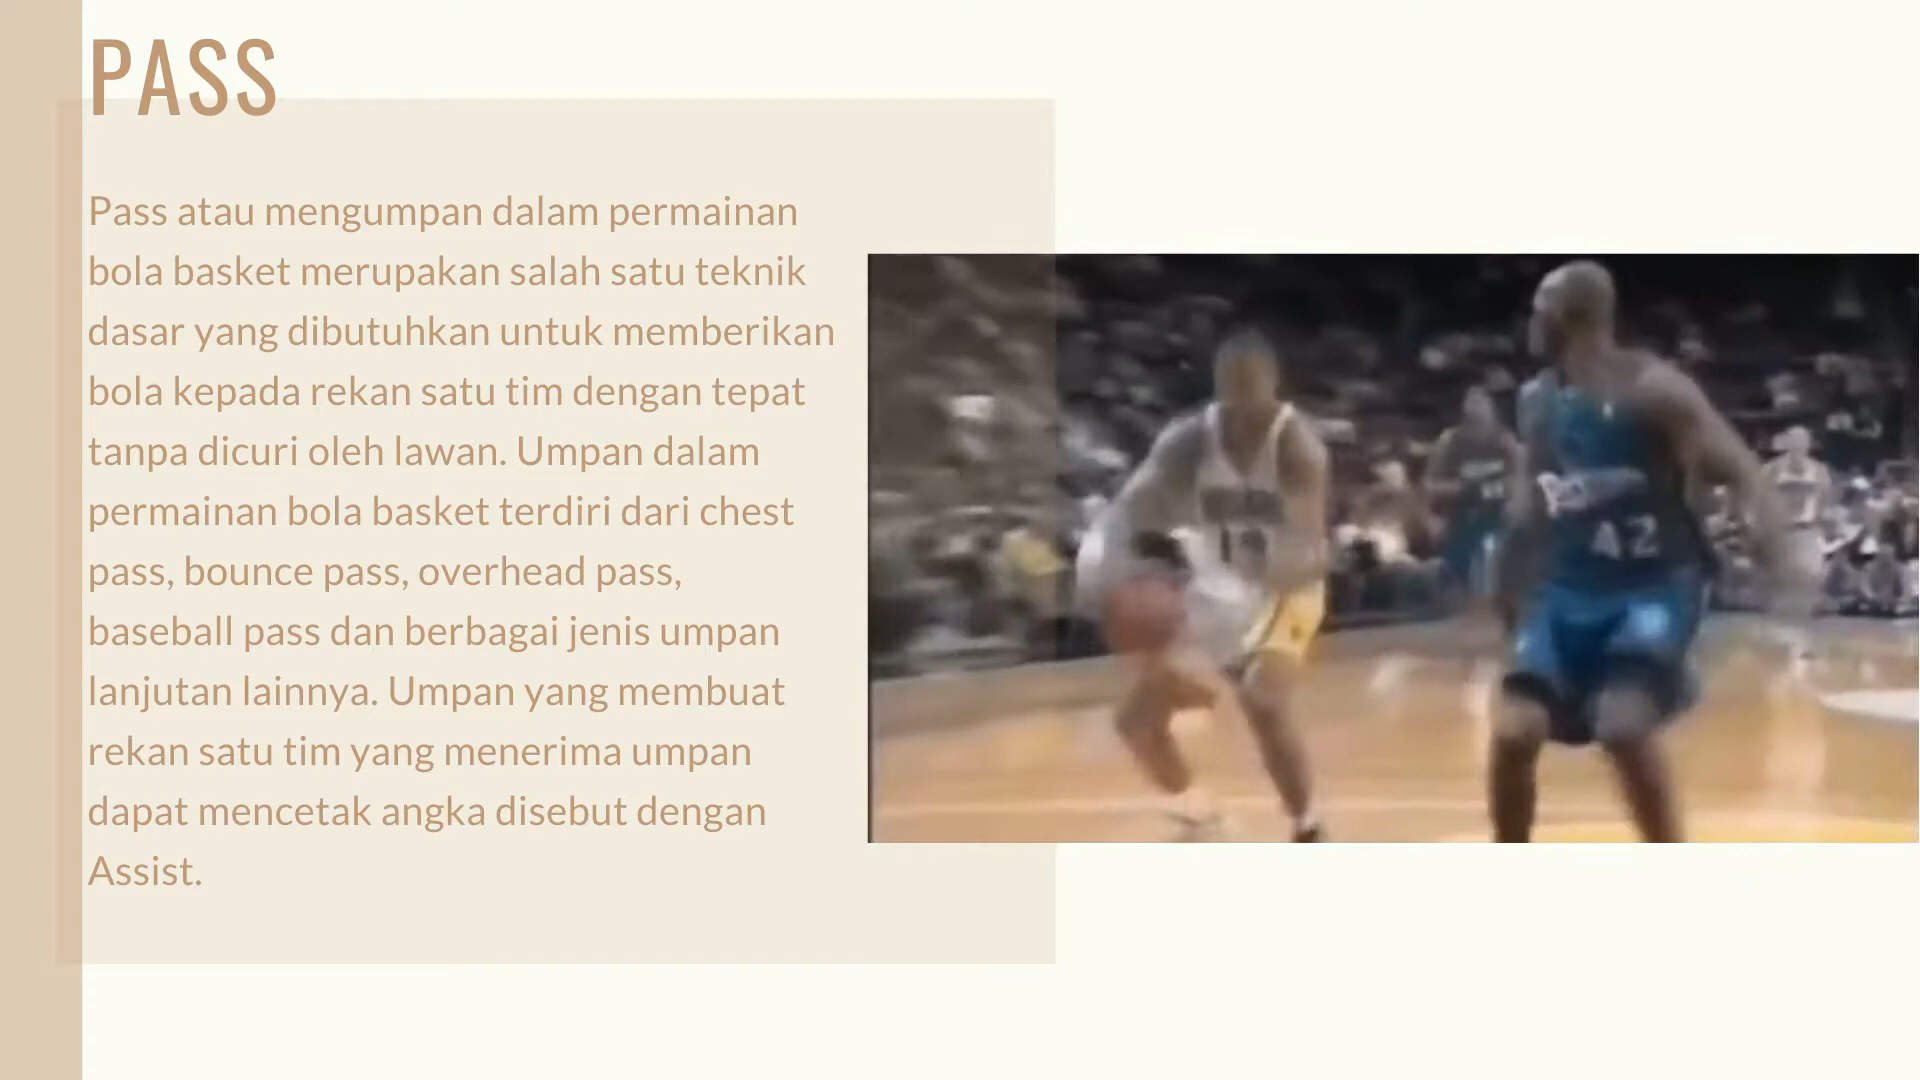 PASS
Pass atau mengumpan dalam permainan
bola basket merupakan salah satu teknik
dasar yang dibutuhkan untuk memberikan
bola kepada rekan satu tim dengan tepat
tanpa dicuri oleh lawan. Umpan dalam
permainan bola basket terdiri dari chest
pass, bounce pass, overhead pass,
baseball pass dan berbagai jenis umpan
lanjutan lainnya. Umpan yang membuat
rekan satu tim yang menerima umpan
dapat mencetak angka disebut dengan
Assist.
42